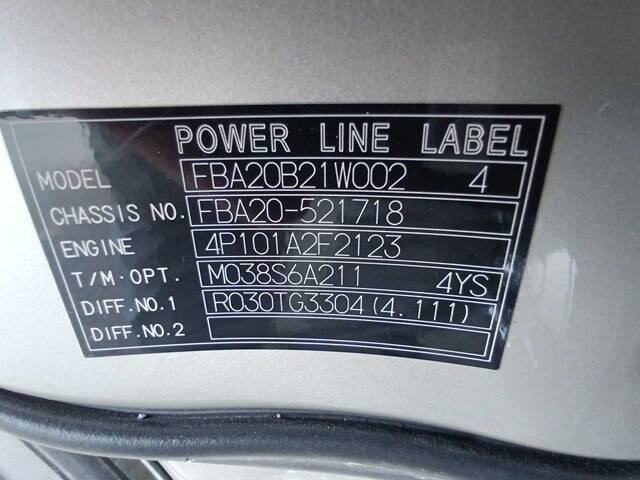 POWER LINE LABEL
MODEL FBA20B21W002 4
CHASSIS NO. FBA20-521718
ENGINE 4P101A2F2123
T/M·OPT. M038S6A211 4YS
DIFF.NO.1 R030TG3304(4.111)
DIFF.NO.2